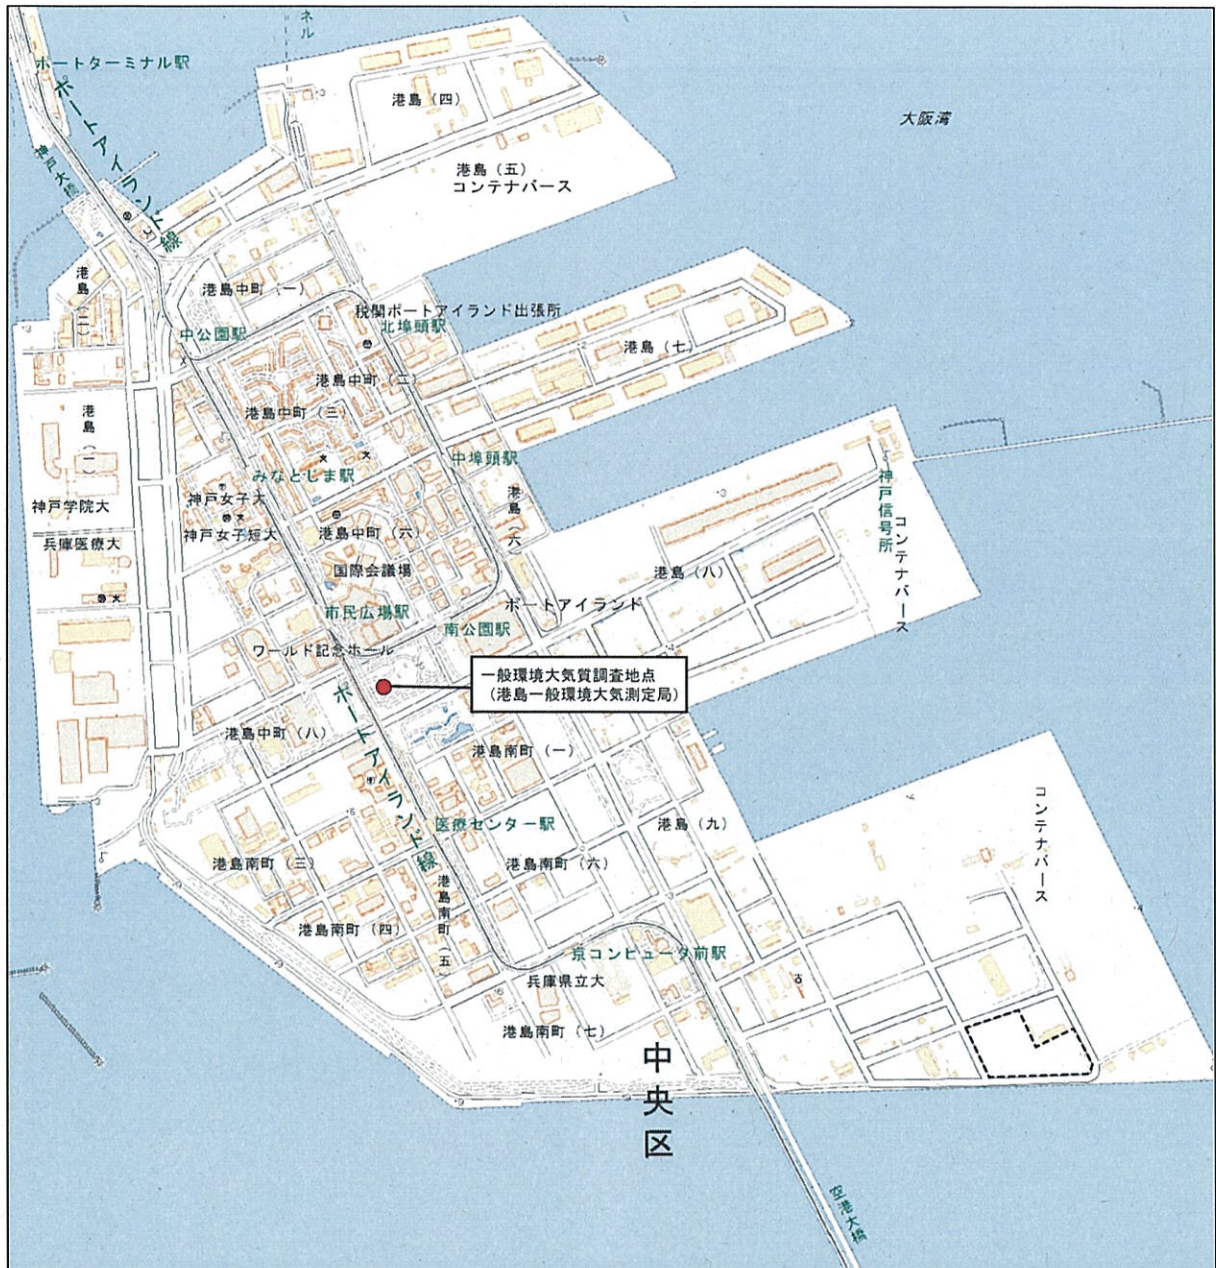 ネル
ポートターミナル駅
ポートアイランド線
神戸大橋
港島（四）
大阪湾
港島（五）
コンテナバース
港島（二）
港島中町（一）
税関ポートアイランド出張所
中公園駅
北埠頭駅
港島（七）
港島中町（二）
港島中町（三）
港島（一）
みなとじま駅
中埠頭駅
神戸女子大
神戸学院大
港島（六）
神戸信号所
コンテナバース
神戸女子短大
港島中町（六）
兵庫医療大
国際会議場
港島（八）
市民広場駅
ポートアイランド
南公園駅
ワールド記念ホール
一般環境大気質調査地点
（港島一般環境大気測定局）
ポートアイランド線
港島中町（八）
港島南町（一）
コンテナバース
医療センター駅
港島（九）
港島南町（三）
港島南町（六）
港島南町（五）
港島南町（四）
京コンピュータ前駅
兵庫県立大
港島南町（七）
中央区
空港大橋